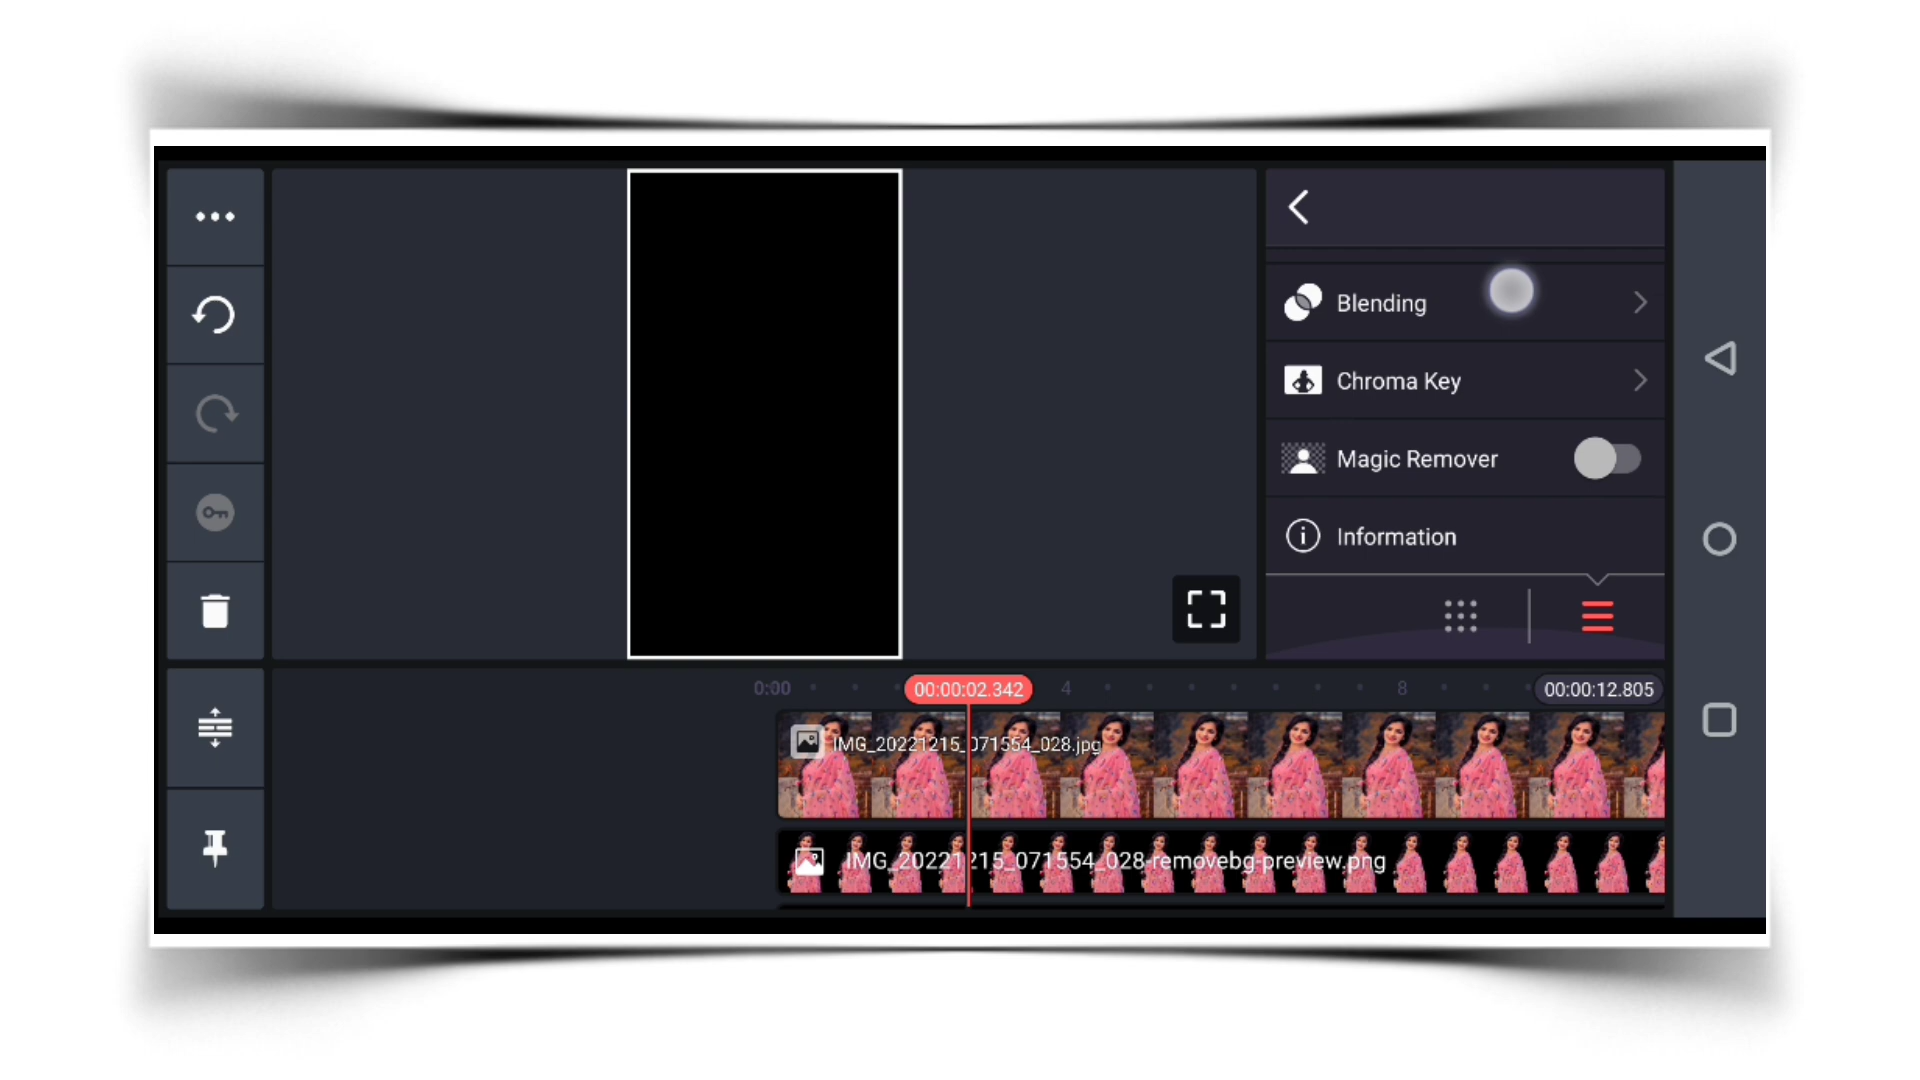 Blending
Chroma Key
Magic Remover
Information
0:00
00:00:02.342
4
8
00:00:12.805
IMG_20221215_071554_028.jpg
IMG_20221215_071554_028-removebg-preview.png